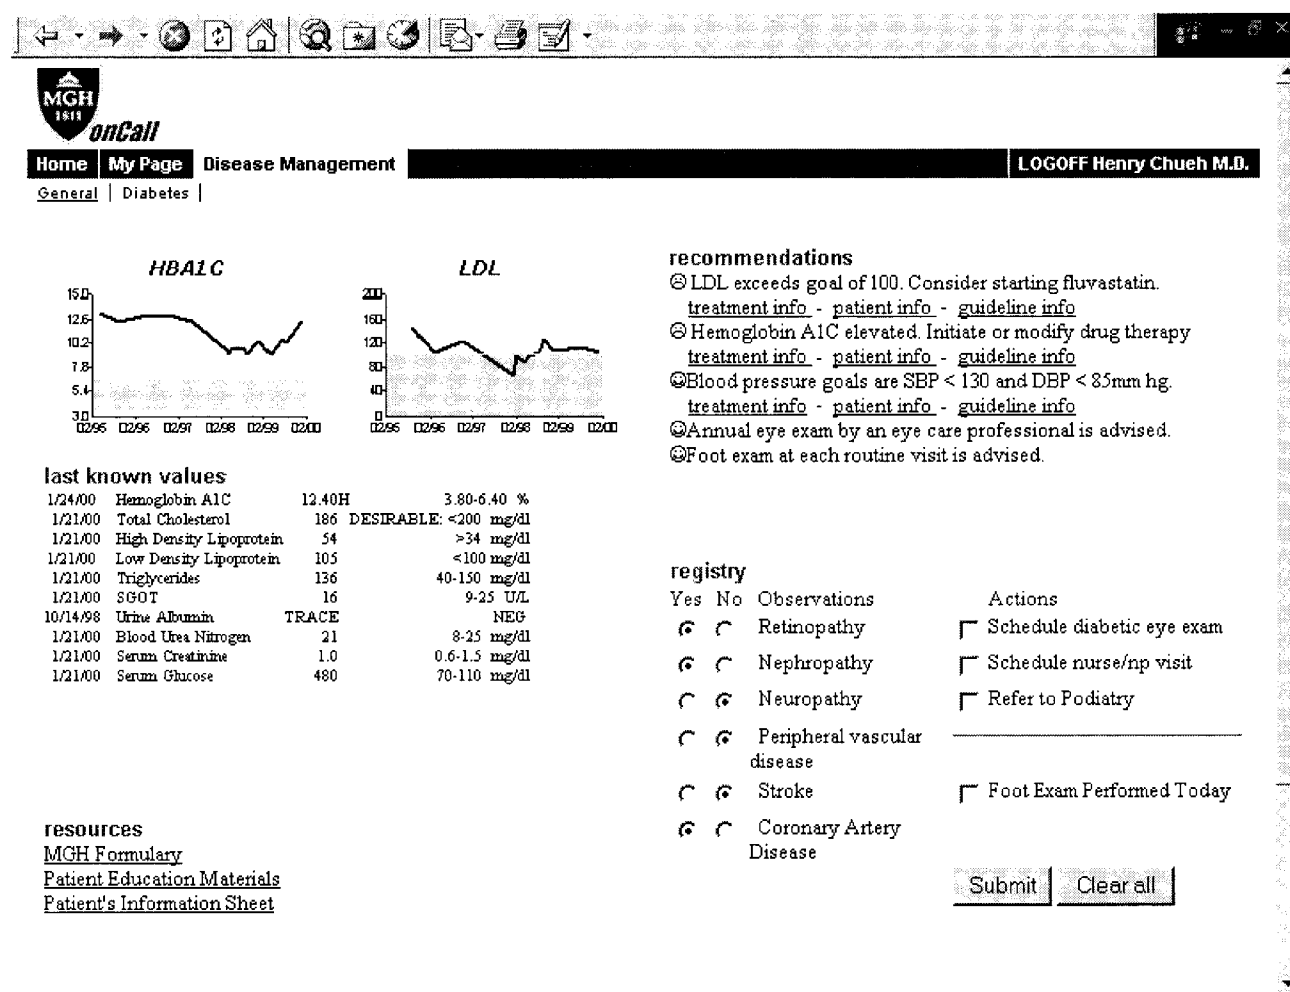 MGH
1811
onCall
Home My Page Disease Management LOGOFF Henry Chueh M.D.
General | Diabetes |
HBA1C
15.0
12.6
10.2
7.8
5.4
3.0
02/95 02/96 02/97 02/98 02/99 02/00
LDL
200
160
120
80
40
0
02/95 02/96 02/97 02/98 02/99 02/00
last known values
1/24/00 Hemoglobin A1C 12.40H 3.80-6.40 %
1/21/00 Total Cholesterol 186 DESIRABLE: <200 mg/dl
1/21/00 High Density Lipoprotein 54 >34 mg/dl
1/21/00 Low Density Lipoprotein 105 <100 mg/dl
1/21/00 Triglycerides 136 40-150 mg/dl
1/21/00 SGOT 16 9-25 U/L
10/14/98 Urine Albumin TRACE NEG
1/21/00 Blood Urea Nitrogen 21 8-25 mg/dl
1/21/00 Serum Creatinine 1.0 0.6-1.5 mg/dl
1/21/00 Serum Glucose 480 70-110 mg/dl
resources
MGH Formulary
Patient Education Materials
Patient's Information Sheet
recommendations
LDL exceeds goal of 100. Consider starting fluvastatin.
treatment info - patient info - guideline info
Hemoglobin A1C elevated. Initiate or modify drug therapy
treatment info - patient info - guideline info
Blood pressure goals are SBP < 130 and DBP < 85mm hg.
treatment info - patient info - guideline info
Annual eye exam by an eye care professional is advised.
Foot exam at each routine visit is advised.
registry
Yes No Observations Actions
Retinopathy Schedule diabetic eye exam
Nephropathy Schedule nurse/np visit
Neuropathy Refer to Podiatry
Peripheral vascular
disease
Stroke Foot Exam Performed Today
Coronary Artery
Disease
Submit Clear all